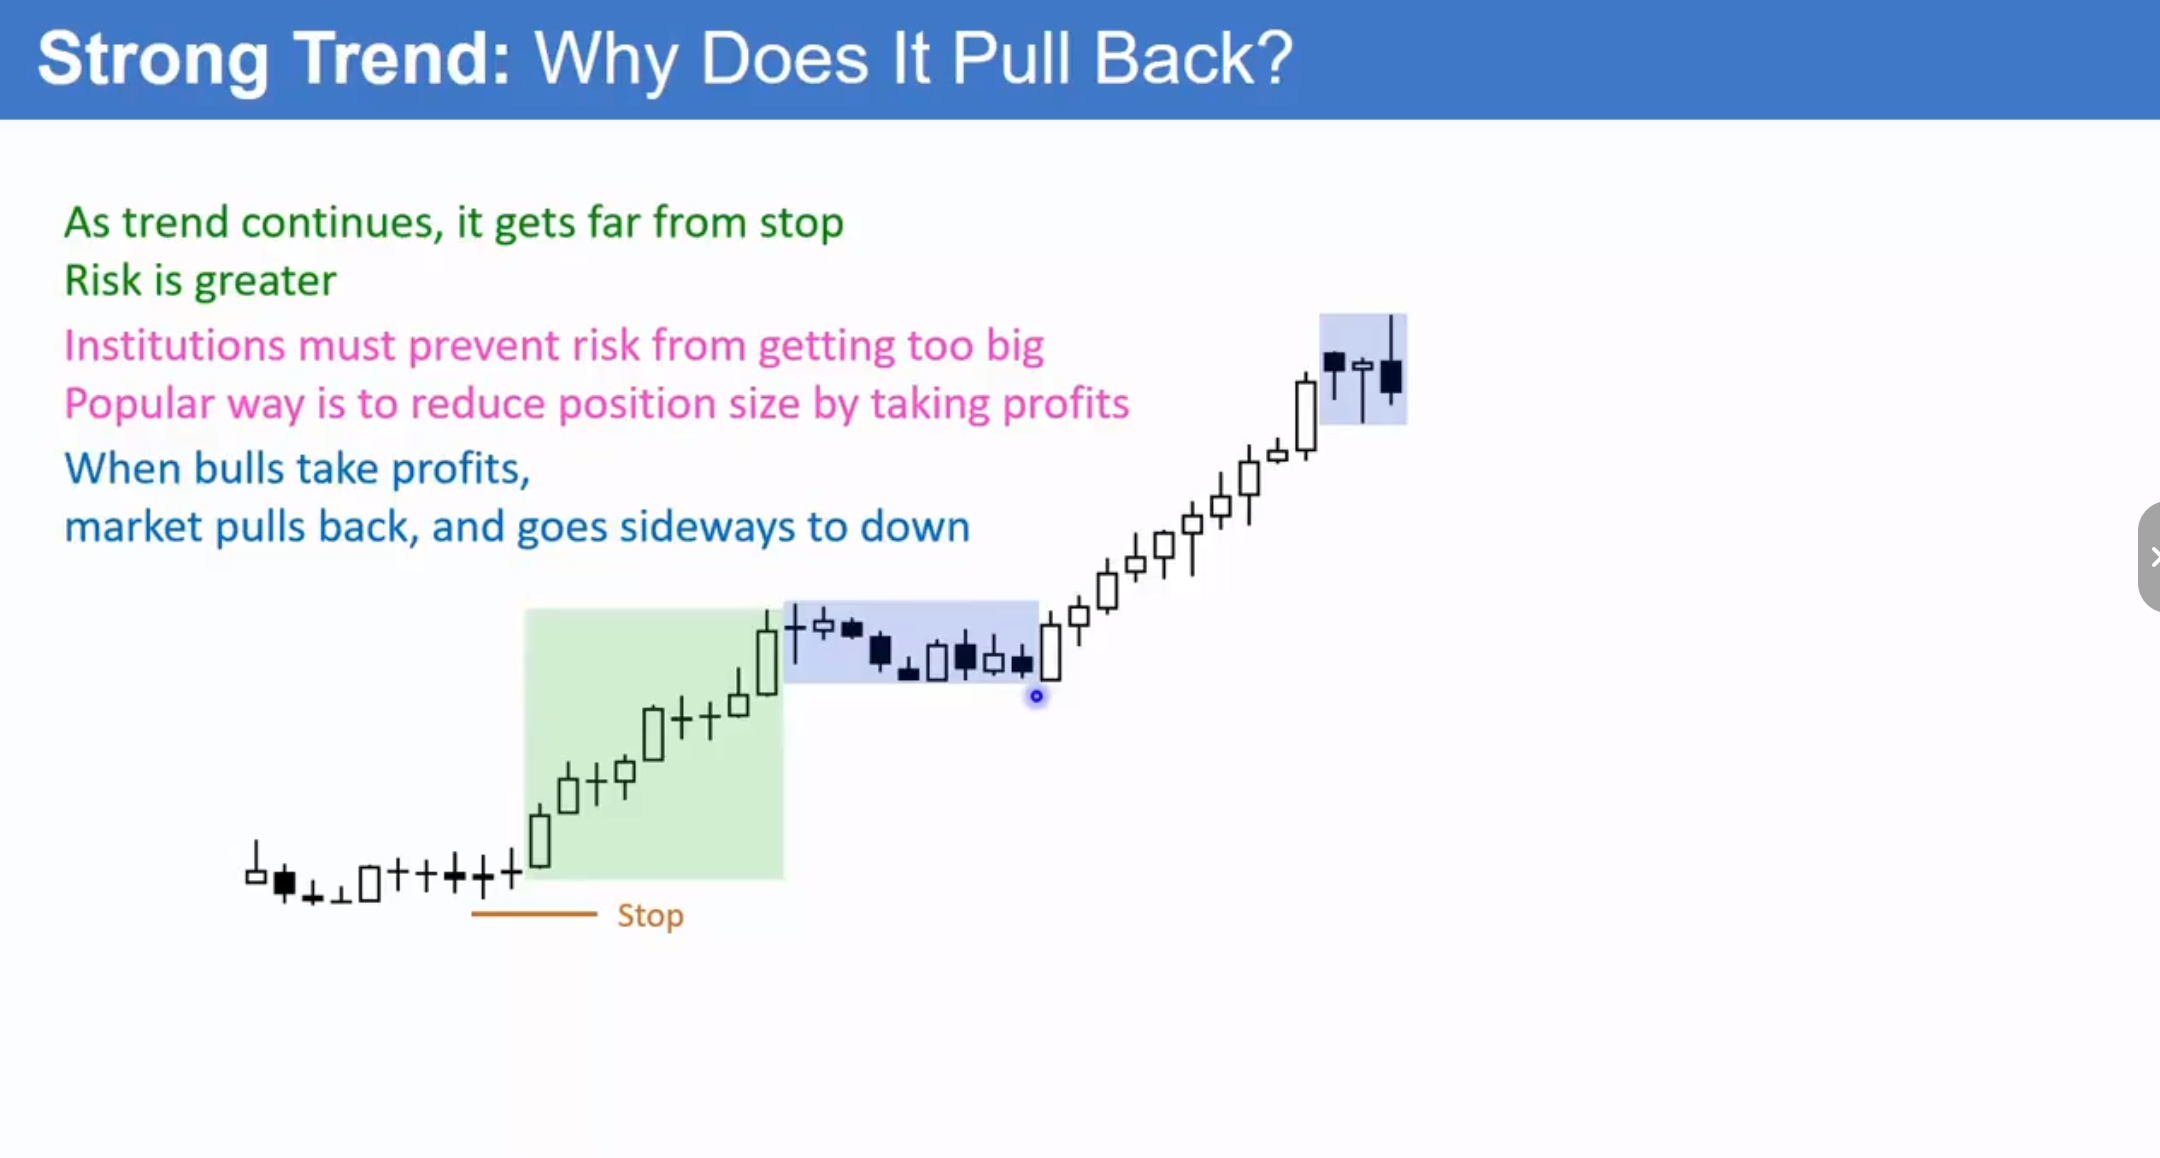 Strong Trend: Why Does It Pull Back?
As trend continues, it gets far from stop
Risk is greater
Institutions must prevent risk from getting too big
Popular way is to reduce position size by taking profits
When bulls take profits,
market pulls back, and goes sideways to down
Stop